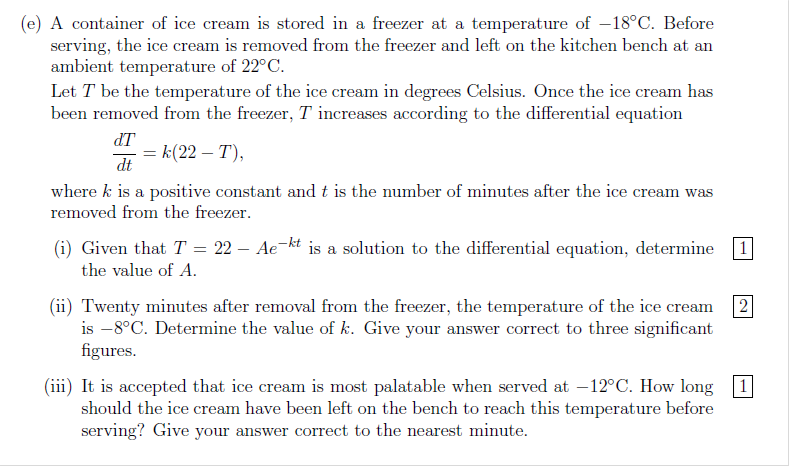 (e) A container of ice cream is stored in a freezer at a temperature of −18°C. Before
serving, the ice cream is removed from the freezer and left on the kitchen bench at an
ambient temperature of 22°C.
Let T be the temperature of the ice cream in degrees Celsius. Once the ice cream has
been removed from the freezer, T increases according to the differential equation
dT/dt = k(22 − T),
where k is a positive constant and t is the number of minutes after the ice cream was
removed from the freezer.
(i) Given that T = 22 − Ae^{−kt} is a solution to the differential equation, determine 1
the value of A.
(ii) Twenty minutes after removal from the freezer, the temperature of the ice cream 2
is −8°C. Determine the value of k. Give your answer correct to three significant
figures.
(iii) It is accepted that ice cream is most palatable when served at −12°C. How long 1
should the ice cream have been left on the bench to reach this temperature before
serving? Give your answer correct to the nearest minute.